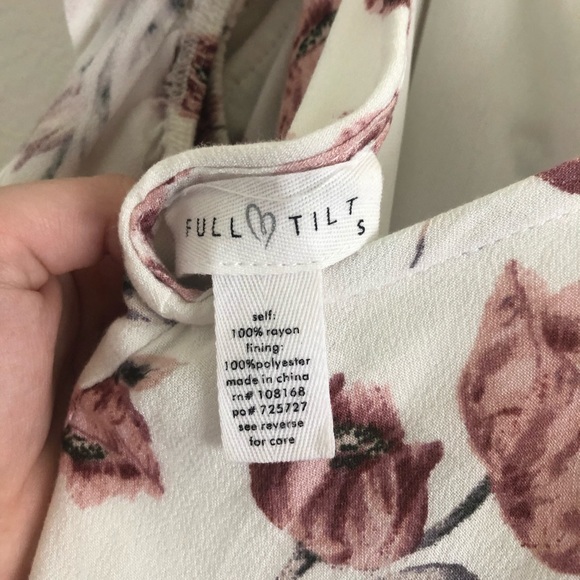 FULL TILT
S
self:
100% rayon
lining:
100%polyester
made in china
rn# 108168
po# 725727
see reverse
for care